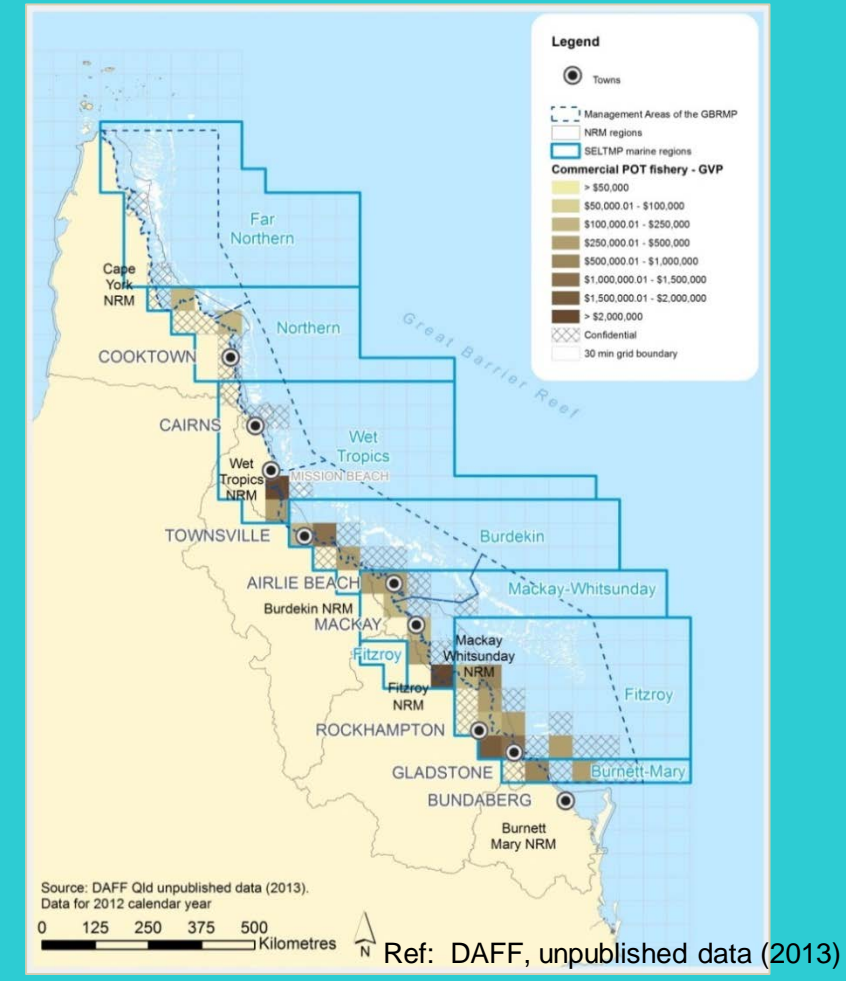 Legend
Towns
Management Areas of the GBRMP
NRM regions
SELTMP marine regions
Commercial POT fishery - GVP
> $50,000
$50,000.01 - $100,000
$100,000.01 - $250,000
$250,000.01 - $500,000
$500,000.01 - $1,000,000
$1,000,000.01 - $1,500,000
$1,500,000.01 - $2,000,000
> $2,000,000
Confidential
30 min grid boundary
Far
Northern
Cape
York
NRM
Northern
COOKTOWN
Great Barrier Reef
CAIRNS
Wet
Tropics
Wet
Tropics
NRM
MISSION BEACH
TOWNSVILLE
Burdekin
AIRLIE BEACH
Mackay-Whitsunday
Burdekin NRM
MACKAY
Mackay
Whitsunday
NRM
Fitzroy
Fitzroy
NRM
Fitzroy
ROCKHAMPTON
GLADSTONE
Burnett-Mary
BUNDABERG
Burnett
Mary NRM
Source: DAFF Qld unpublished data (2013).
Data for 2012 calendar year
0 125 250 375 500
Kilometres
N
Ref: DAFF, unpublished data (2013)